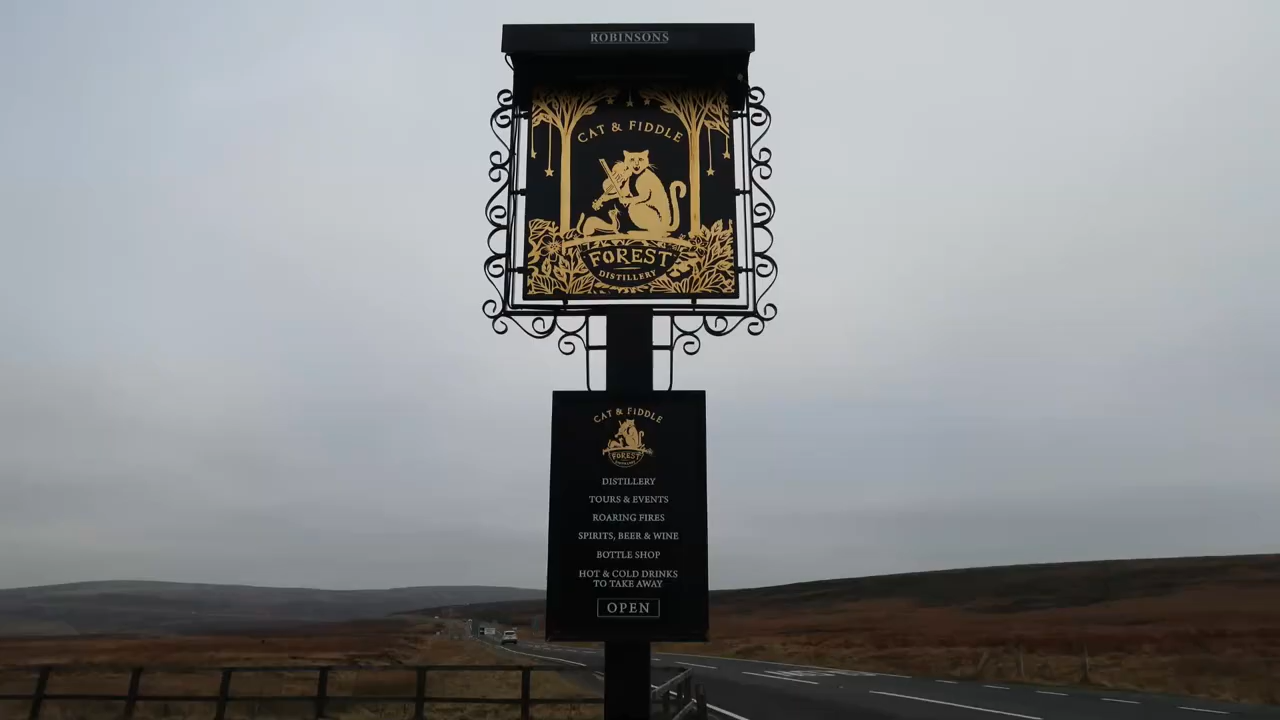 ROBINSONS
CAT & FIDDLE
FOREST
DISTILLERY
CAT & FIDDLE
FOREST
DISTILLERY
TOURS & EVENTS
ROARING FIRES
SPIRITS, BEER & WINE
BOTTLE SHOP
HOT & COLD DRINKS
TO TAKE AWAY
OPEN